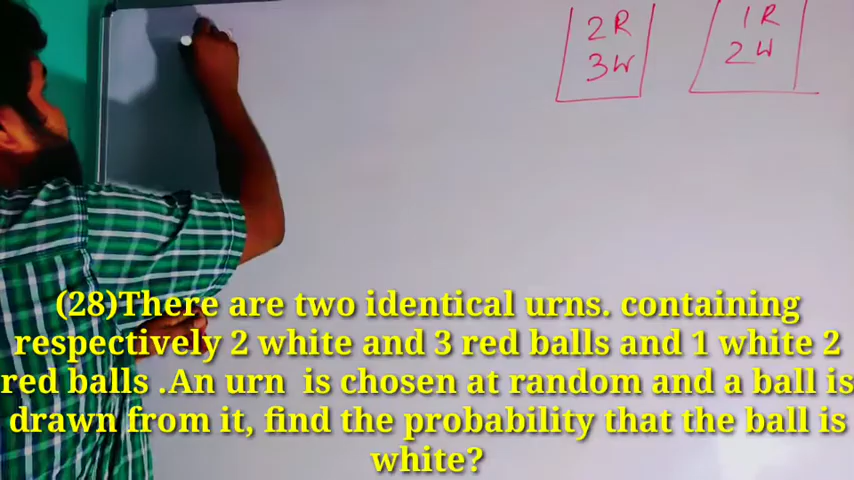 2R
3W
1R
2W
(28)There are two identical urns. containing
respectively 2 white and 3 red balls and 1 white 2
red balls .An urn is chosen at random and a ball is
drawn from it, find the probability that the ball is
white?